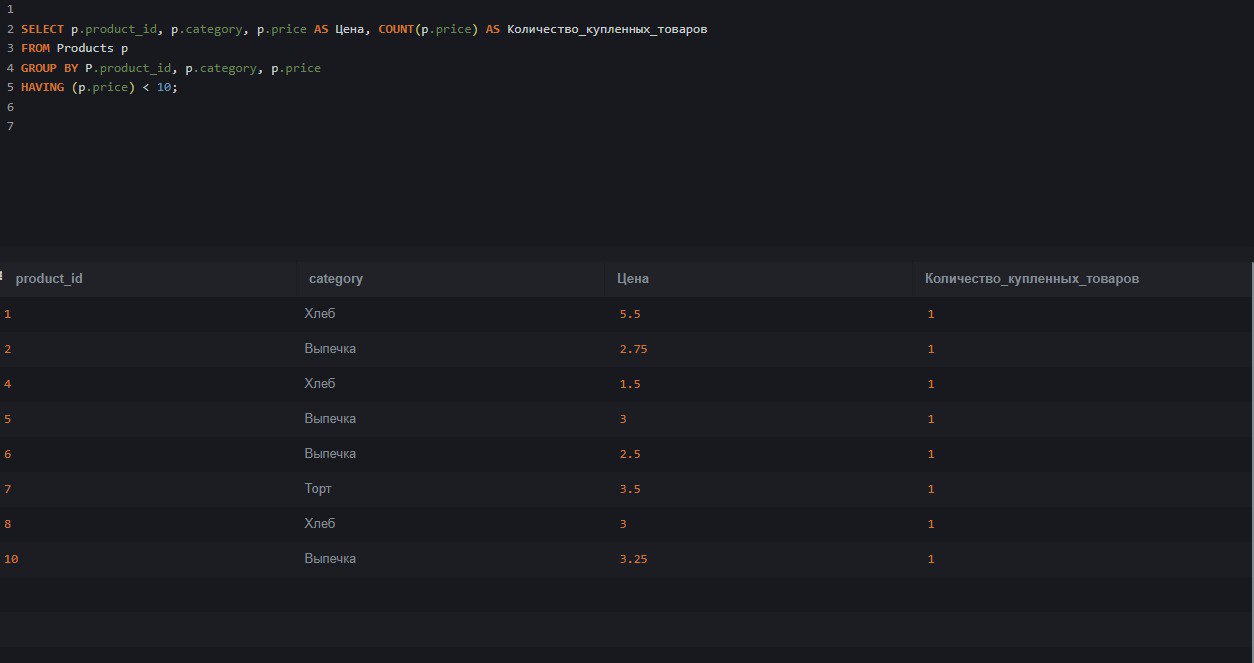 1
2 SELECT p.product_id, p.category, p.price AS Цена, COUNT(p.price) AS Количество_купленных_товаров
3 FROM Products p
4 GROUP BY P.product_id, p.category, p.price
5 HAVING (p.price) < 10;
6
7
product_id category Цена Количество_купленных_товаров
1 Хлеб 5.5 1
2 Выпечка 2.75 1
4 Хлеб 1.5 1
5 Выпечка 3 1
6 Выпечка 2.5 1
7 Торт 3.5 1
8 Хлеб 3 1
10 Выпечка 3.25 1